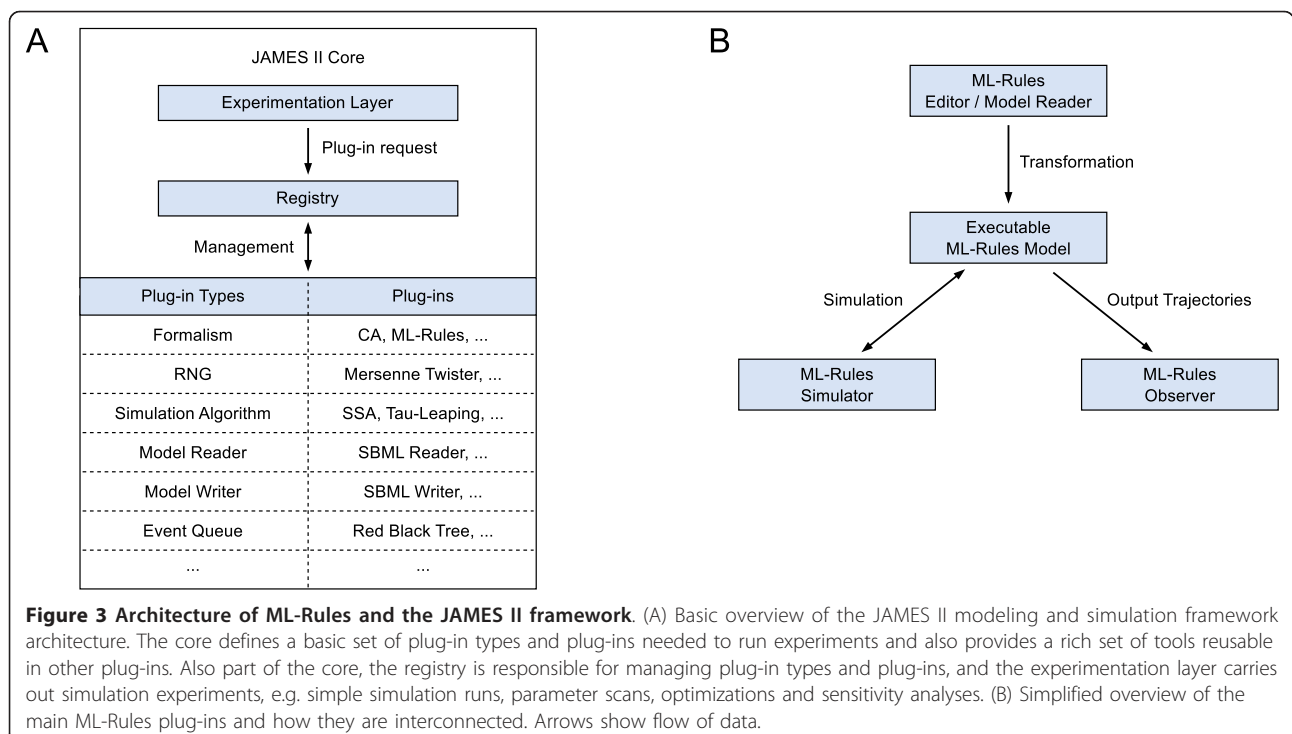 A
JAMES II Core
Experimentation Layer
Plug-in request
Registry
Management
Plug-in Types Plug-ins
Formalism CA, ML-Rules, ...
RNG Mersenne Twister, ...
Simulation Algorithm SSA, Tau-Leaping, ...
Model Reader SBML Reader, ...
Model Writer SBML Writer, ...
Event Queue Red Black Tree, ...
... ...
B
ML-Rules
Editor / Model Reader
Transformation
Executable
ML-Rules Model
Simulation
Output Trajectories
ML-Rules
Simulator
ML-Rules
Observer
Figure 3 Architecture of ML-Rules and the JAMES II framework. (A) Basic overview of the JAMES II modeling and simulation framework
architecture. The core defines a basic set of plug-in types and plug-ins needed to run experiments and also provides a rich set of tools reusable
in other plug-ins. Also part of the core, the registry is responsible for managing plug-in types and plug-ins, and the experimentation layer carries
out simulation experiments, e.g. simple simulation runs, parameter scans, optimizations and sensitivity analyses. (B) Simplified overview of the
main ML-Rules plug-ins and how they are interconnected. Arrows show flow of data.